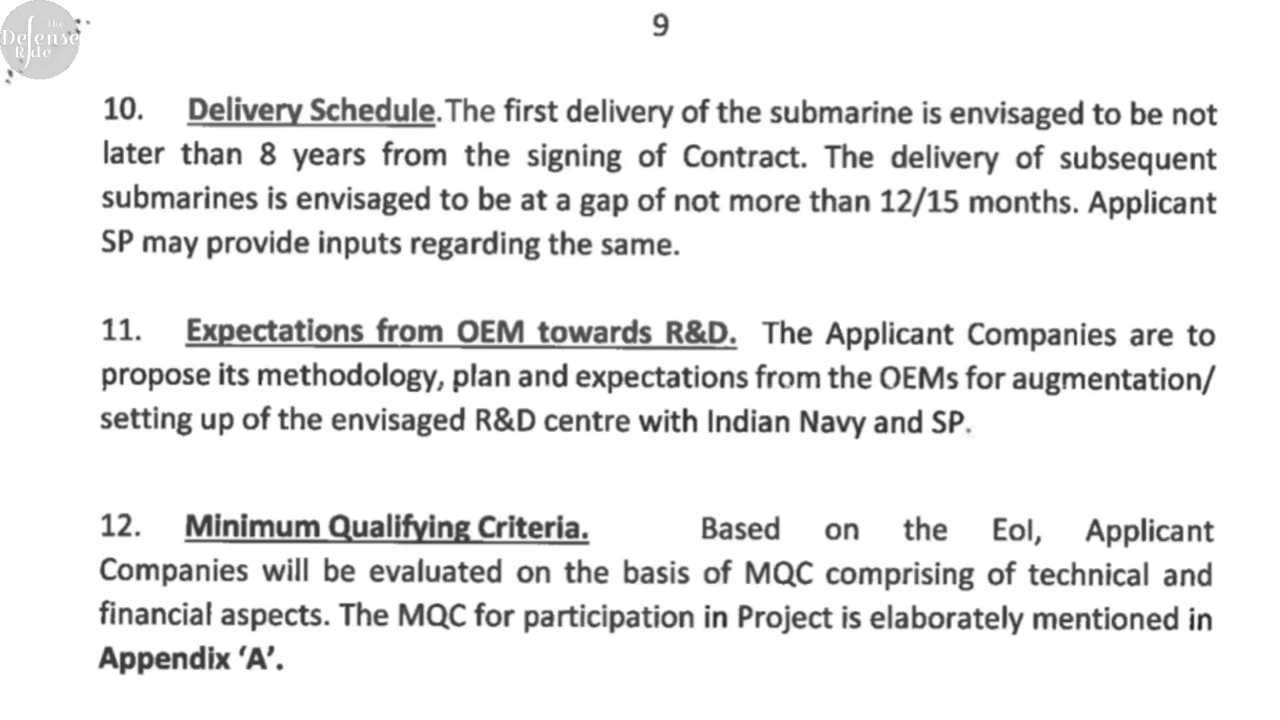 The
Defense
Ride
9
10. Delivery Schedule.The first delivery of the submarine is envisaged to be not
later than 8 years from the signing of Contract. The delivery of subsequent
submarines is envisaged to be at a gap of not more than 12/15 months. Applicant
SP may provide inputs regarding the same.
11. Expectations from OEM towards R&D. The Applicant Companies are to
propose its methodology, plan and expectations from the OEMs for augmentation/
setting up of the envisaged R&D centre with Indian Navy and SP.
12. Minimum Qualifying Criteria. Based on the EoI, Applicant
Companies will be evaluated on the basis of MQC comprising of technical and
financial aspects. The MQC for participation in Project is elaborately mentioned in
Appendix ‘A’.